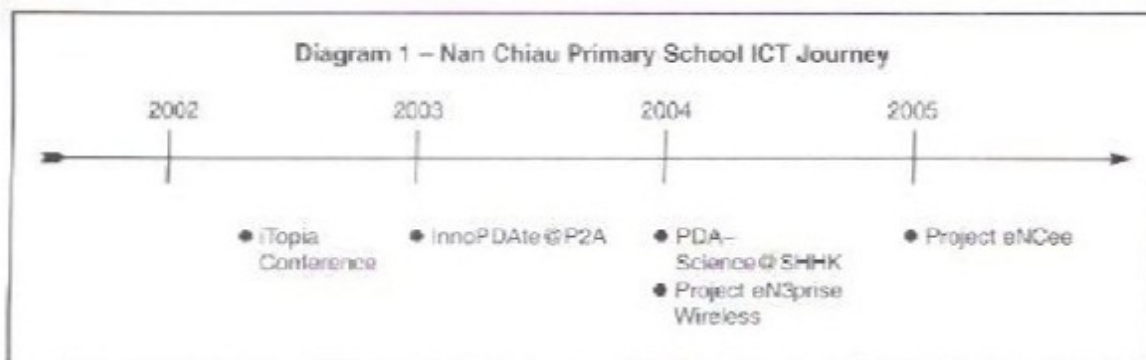 Diagram 1 – Nan Chiau Primary School ICT Journey
2002 2003 2004 2005
● iTopia
Conference
● InnoPDAte@P2A
● PDA–
Science@SHHK
● Project eN3prise
Wireless
● Project eNCee